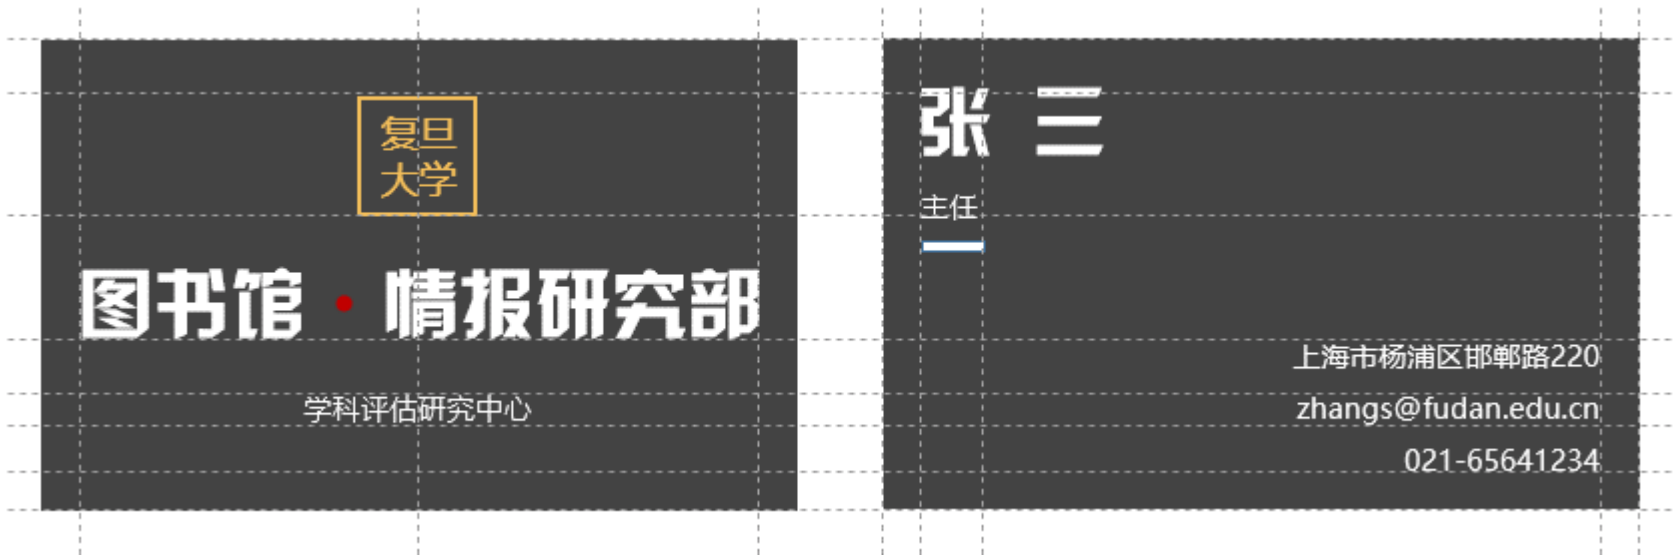 复旦
大学
图书馆·情报研究部
学科评估研究中心
张 三
主任
上海市杨浦区邯郸路220
zhangs@fudan.edu.cn
021-65641234